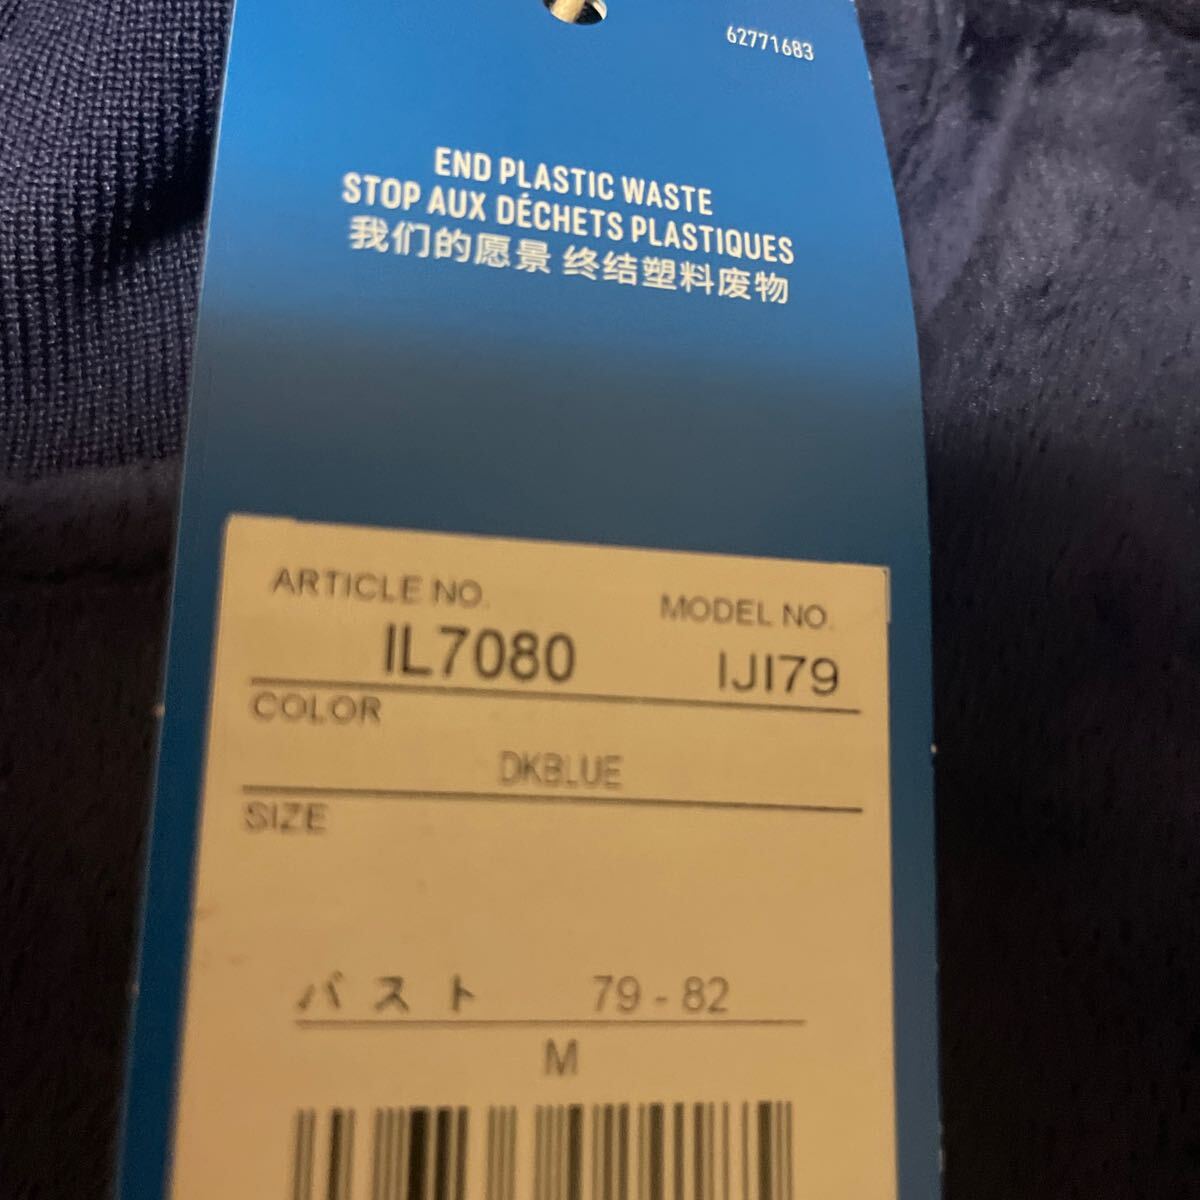 62771683
END PLASTIC WASTE
STOP AUX DÉCHETS PLASTIQUES
我们的愿景 终结塑料废物
ARTICLE NO. MODEL NO.
IL7080 IJI79
COLOR
DKBLUE
SIZE
バスト 79 - 82
M